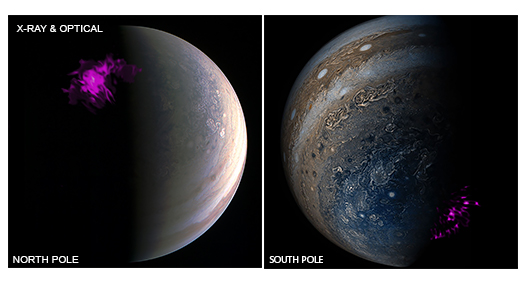 X-RAY & OPTICAL
NORTH POLE
SOUTH POLE